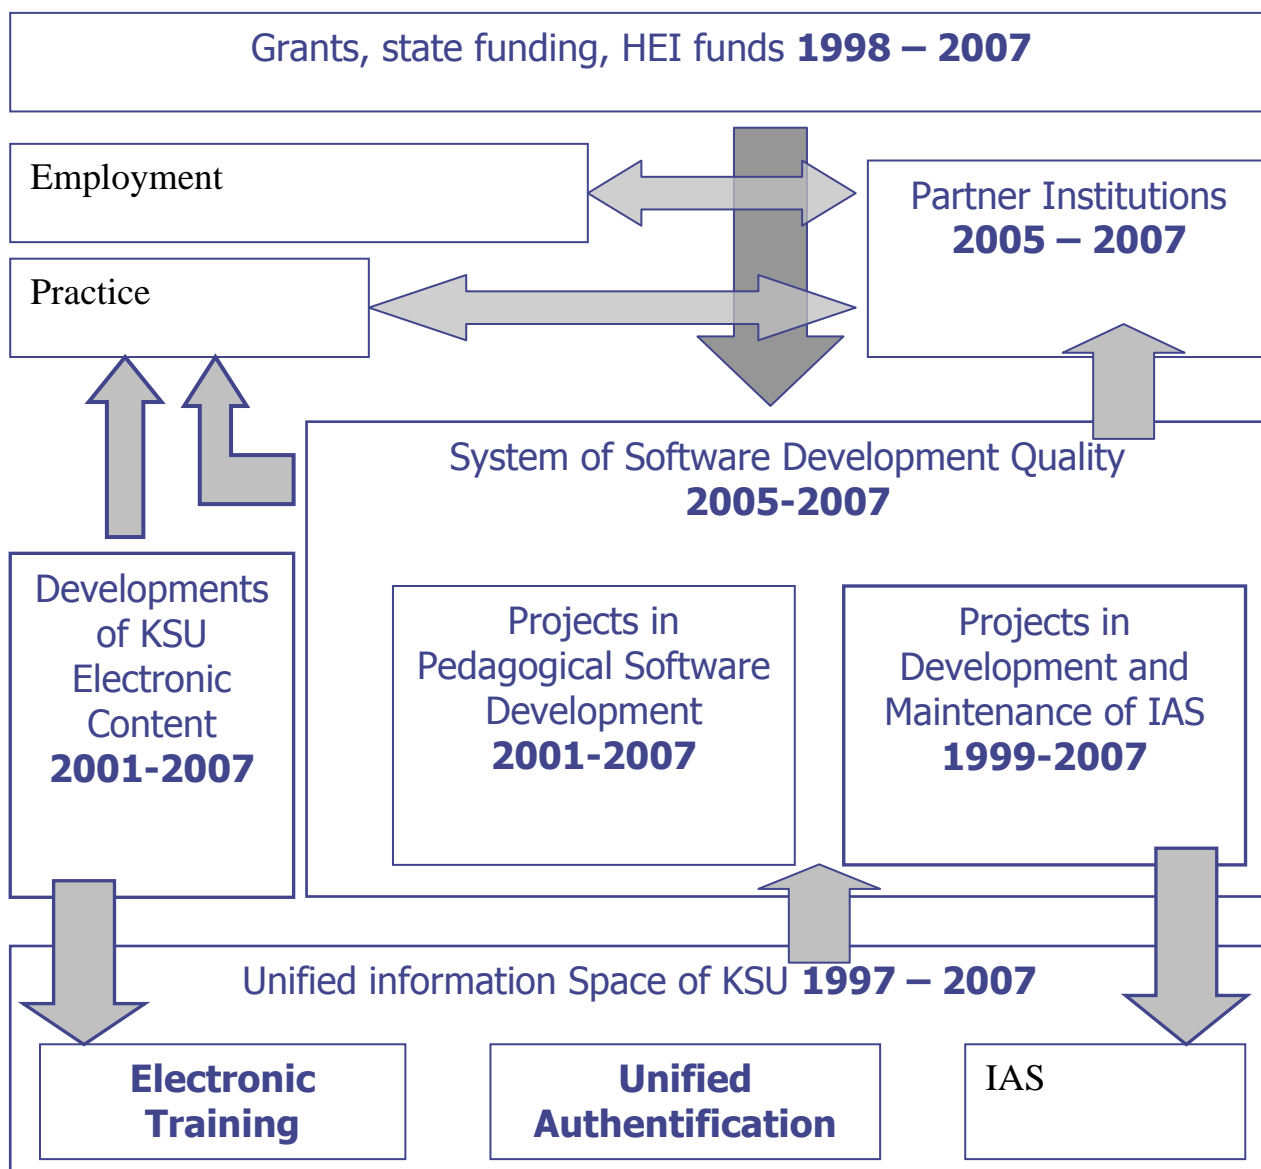 Grants, state funding, HEI funds 1998 – 2007
Employment
Partner Institutions
2005 – 2007
Practice
System of Software Development Quality
2005-2007
Developments
of KSU
Electronic
Content
2001-2007
Projects in
Pedagogical Software
Development
2001-2007
Projects in
Development and
Maintenance of IAS
1999-2007
Unified information Space of KSU 1997 – 2007
Electronic
Training
Unified
Authentification
IAS